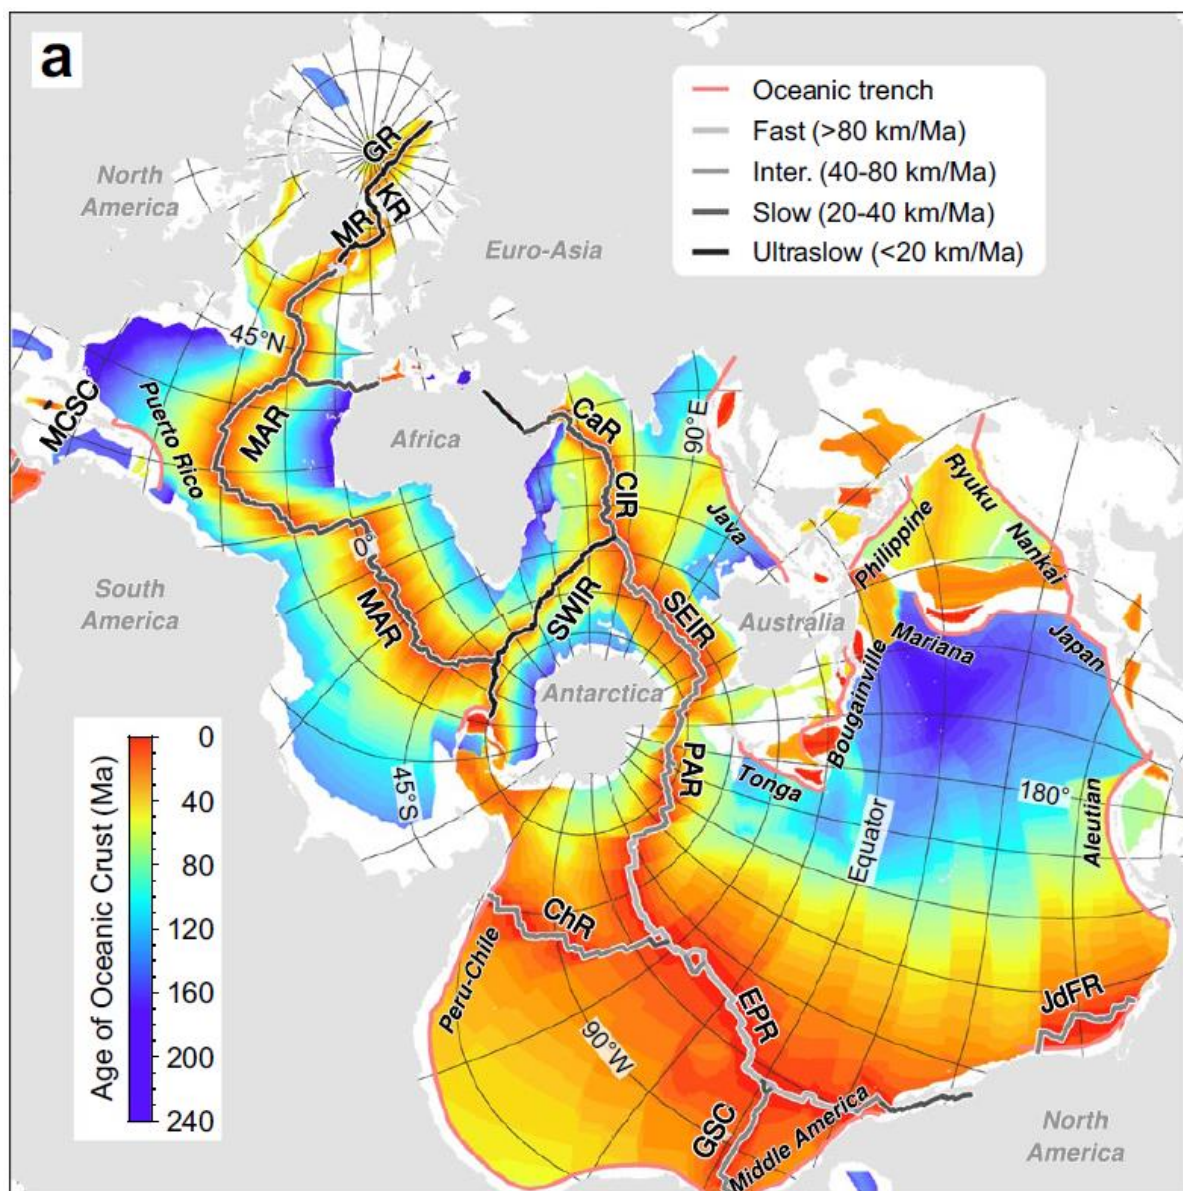 a
Oceanic trench
Fast (>80 km/Ma)
Inter. (40-80 km/Ma)
Slow (20-40 km/Ma)
Ultraslow (<20 km/Ma)
North
America
GR
KR
MR
Euro-Asia
45°N
MCSC
Puerto Rico
MAR
Africa
CaR
90°E
CIR
Java
Ryuku
Philippine
Nankai
0°
South
America
MAR
SWIR
SEIR
Australia
Mariana
Japan
Antarctica
Bougainville
PAR
Tonga
45°S
180°
Equator
Aleutian
Age of Oceanic Crust (Ma)
0
40
80
120
160
200
240
ChR
Peru-Chile
JdFR
EPR
90°W
GSC
Middle America
North
America